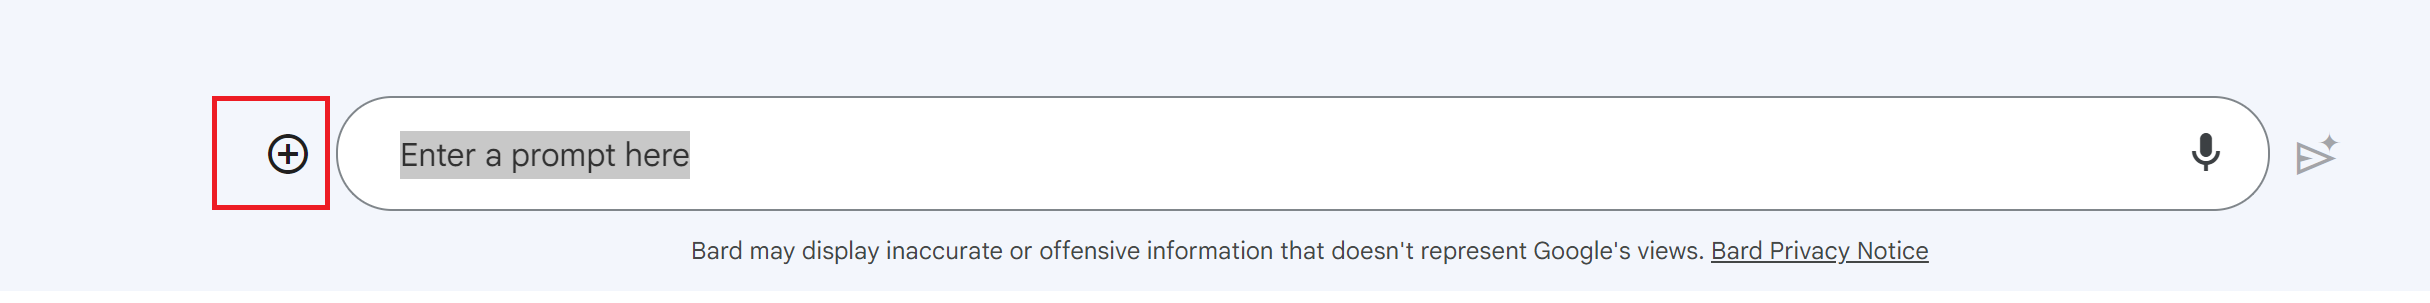 Enter a prompt here
Bard may display inaccurate or offensive information that doesn't represent Google's views. Bard Privacy Notice